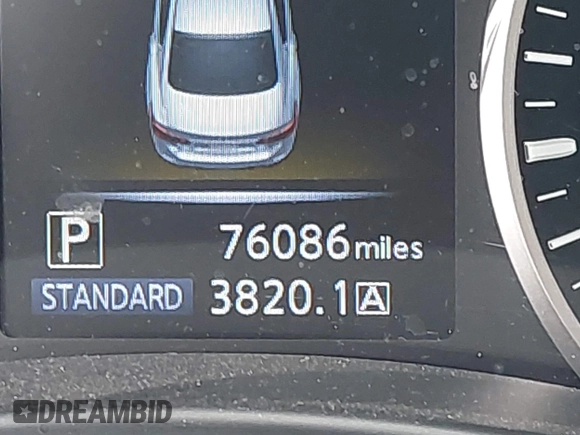 P 76086 miles
STANDARD 3820.1 A
DREAMBID